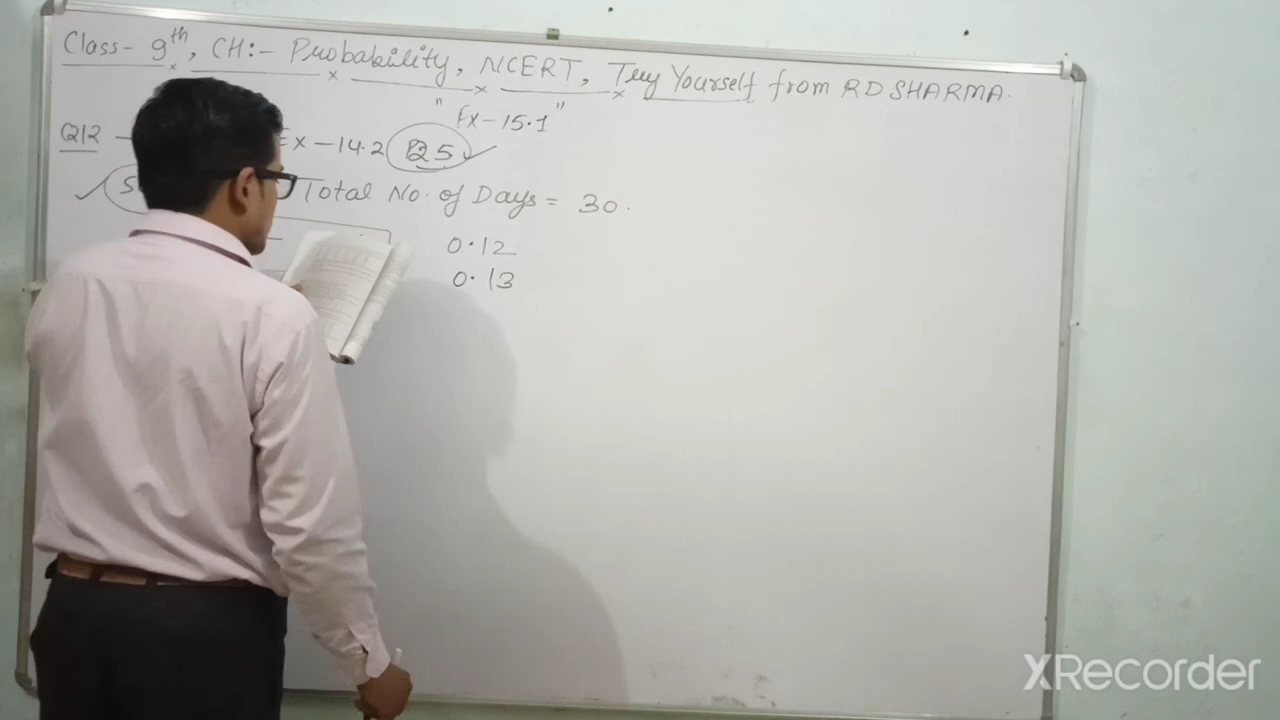 Class- 9th, CH:- Probability, NCERT, Try Yourself from RD SHARMA.
" Ex-15.1 "
Q12 - Ex-14.2 Q5
Total No. of Days = 30.
0.12
0.13
XRecorder